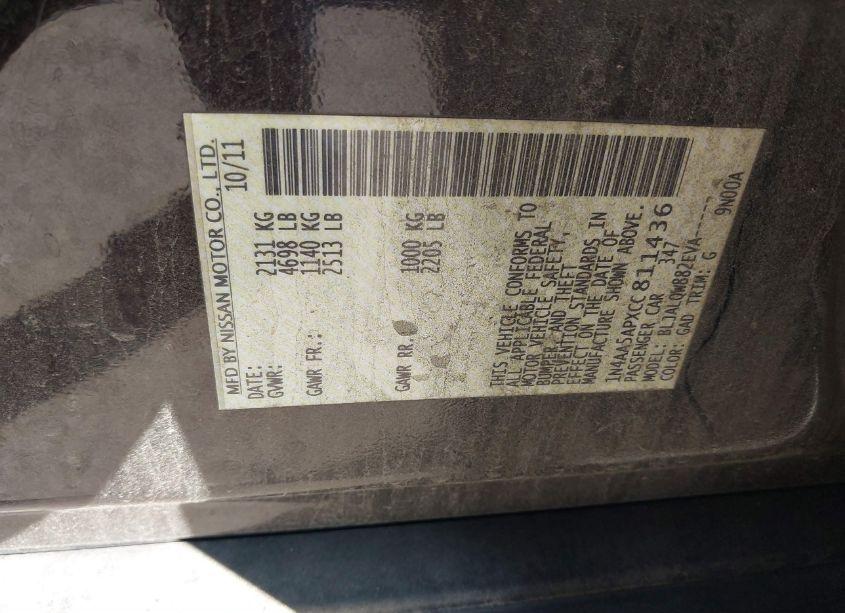 MFD BY NISSAN MOTOR CO., LTD.
DATE: 10/11
GVWR: 2131 KG
4698 LB
GAWR FR.: 1140 KG
2513 LB
GAWR RR.: 1000 KG
2205 LB
THIS VEHICLE CONFORMS TO
ALL APPLICABLE FEDERAL
MOTOR VEHICLE SAFETY,
BUMPER, AND THEFT
PREVENTION STANDARDS IN
EFFECT ON THE DATE OF
MANUFACTURE SHOWN ABOVE.
1N4AA5APXCC811436
PASSENGER CAR 347
MODEL: BLJALQWB82EVA-----
COLOR: GAD TRIM: G 9N00A